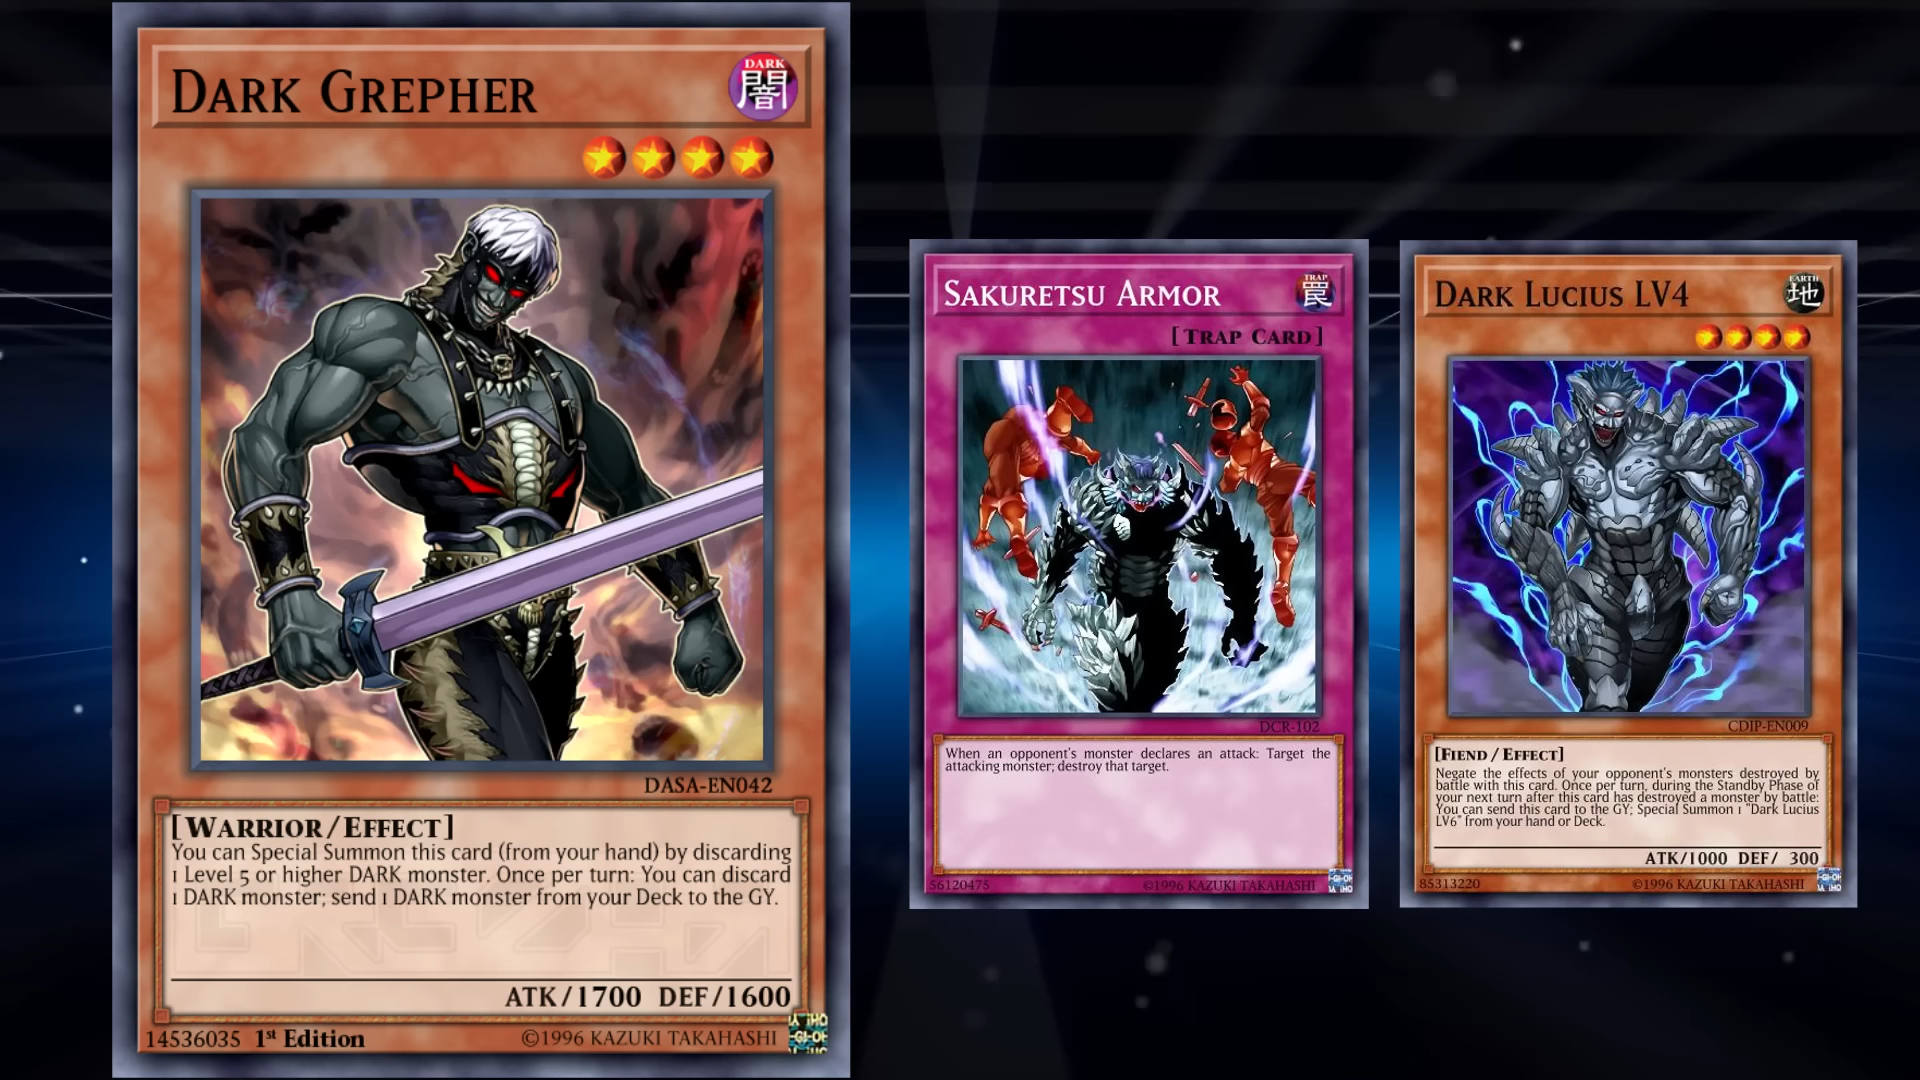 DARK GREPHER
DARK
闇
DASA-EN042
[WARRIOR/EFFECT]
You can Special Summon this card (from your hand) by discarding
1 Level 5 or higher DARK monster. Once per turn: You can discard
1 DARK monster; send 1 DARK monster from your Deck to the GY.
ATK/1700 DEF/1600
14536035 1st Edition ©1996 KAZUKI TAKAHASHI
SAKURETSU ARMOR
TRAP
罠
[TRAP CARD]
DCR-102
When an opponent's monster declares an attack: Target the
attacking monster; destroy that target.
56120475 ©1996 KAZUKI TAKAHASHI
DARK LUCIUS LV4
EARTH
地
CDIP-EN009
[FIEND/EFFECT]
Negate the effects of your opponent's monsters destroyed by
battle with this card. Once per turn, during the Standby Phase of
your next turn after this card has destroyed a monster by battle:
You can send this card to the GY; Special Summon 1 "Dark Lucius
LV6" from your hand or Deck.
ATK/1000 DEF/ 300
85313220 ©1996 KAZUKI TAKAHASHI